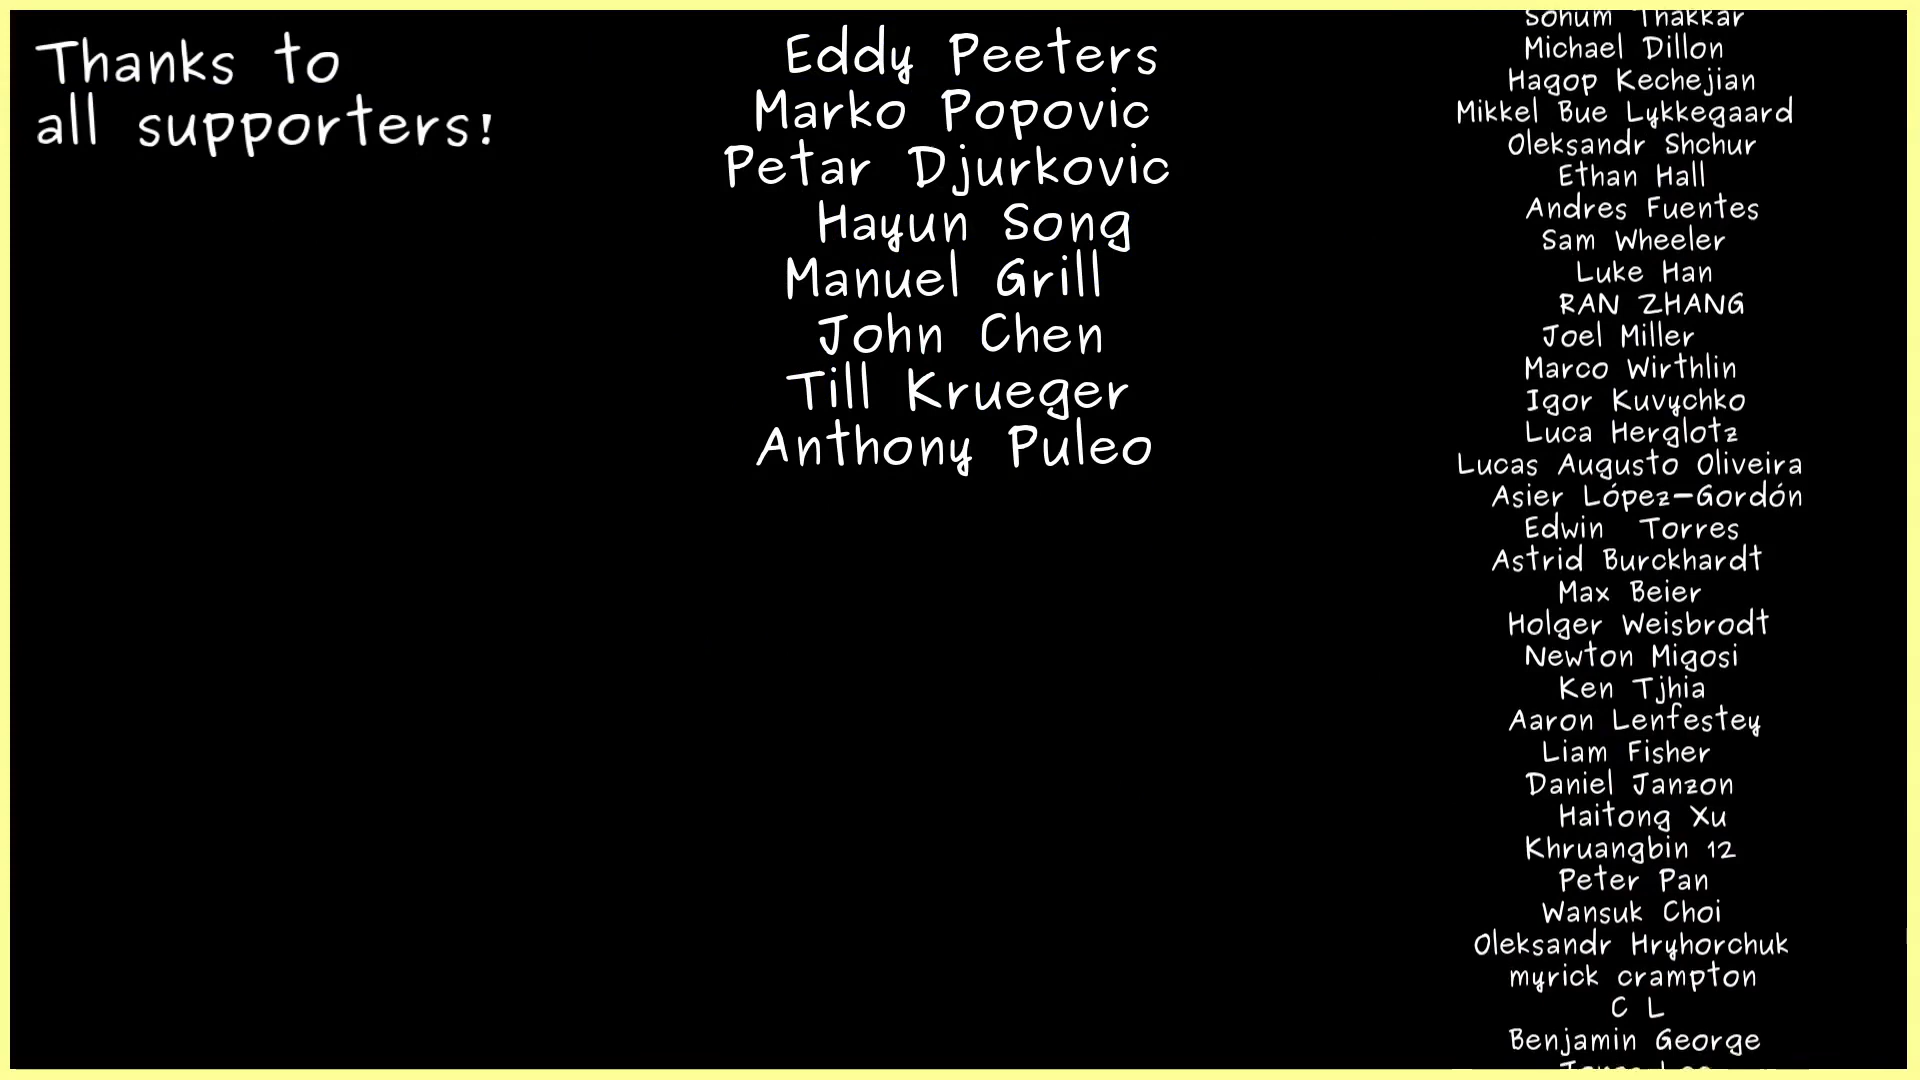 Thanks to
all supporters!
Eddy Peeters
Marko Popovic
Petar Djurkovic
Hayun Song
Manuel Grill
John Chen
Till Krueger
Anthony Puleo
Sohum Thakkar
Michael Dillon
Hagop Kechejian
Mikkel Bue Lykkegaard
Oleksandr Shchur
Ethan Hall
Andres Fuentes
Sam Wheeler
Luke Han
RAN ZHANG
Joel Miller
Marco Wirthlin
Igor Kuvychko
Luca Herglotz
Lucas Augusto Oliveira
Asier López-Gordón
Edwin  Torres
Astrid Burckhardt
Max Beier
Holger Weisbrodt
Newton Migosi
Ken Tjhia
Aaron Lenfestey
Liam Fisher
Daniel Janzon
Haitong Xu
Khruangbin 12
Peter Pan
Wansuk Choi
Oleksandr Hryhorchuk
myrick crampton
C L
Benjamin George